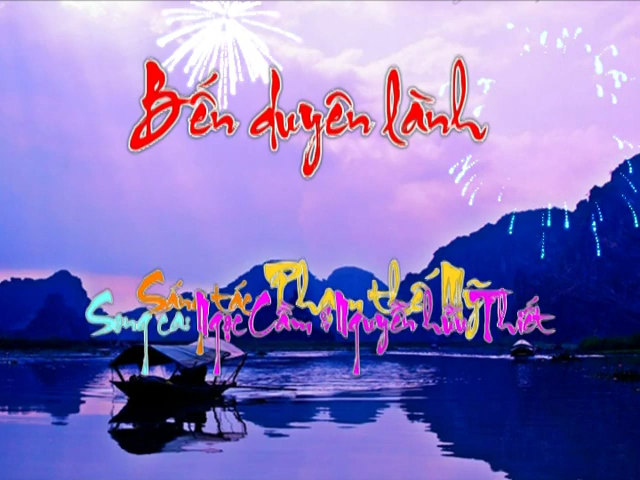 Bến duyên lành
Sáng tác Phạm thế Mỹ
Song ca: Ngọc Cẩm & Nguyễn hữu Thiết